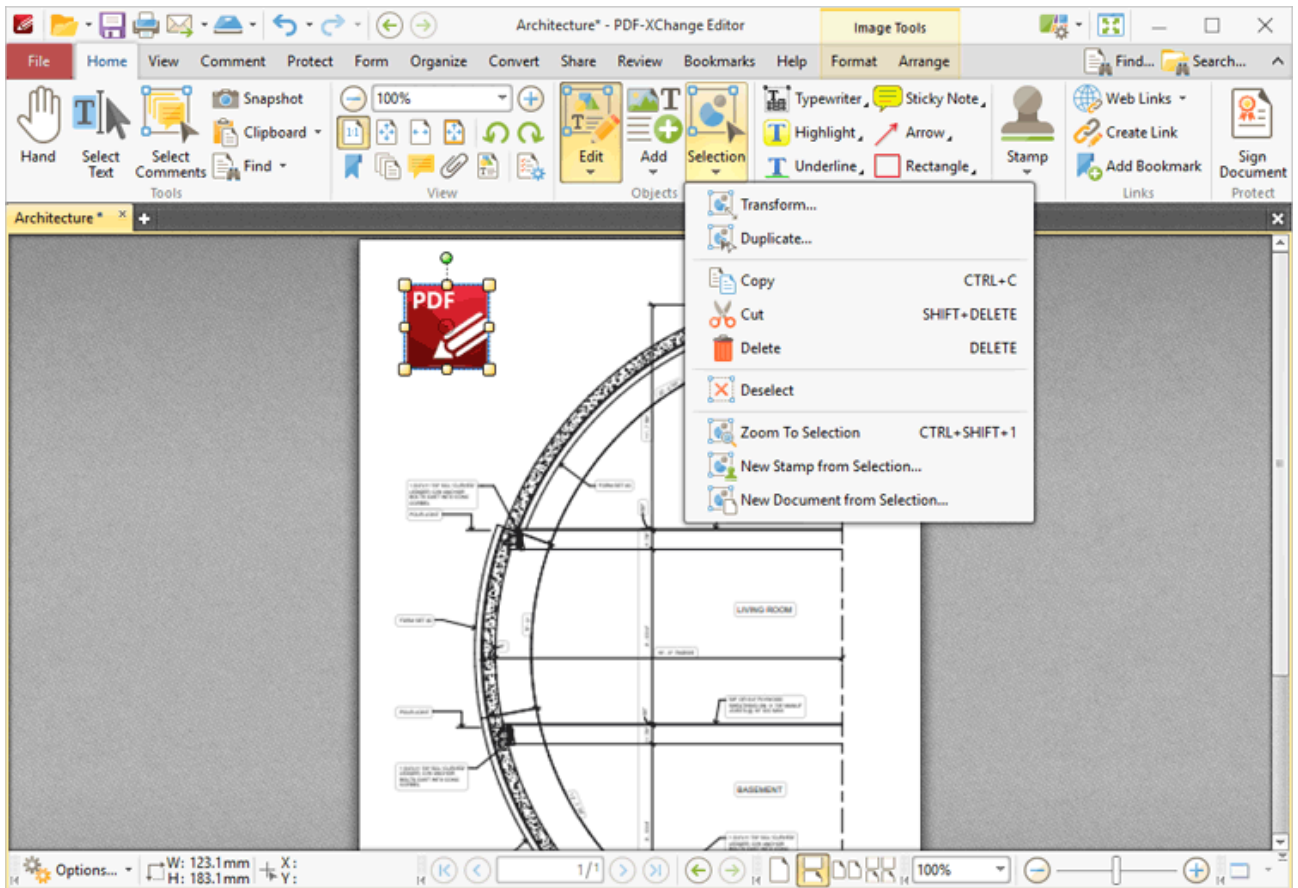 Architecture* - PDF-XChange Editor
Image Tools
File Home View Comment Protect Form Organize Convert Share Review Bookmarks Help Format Arrange Find... Search...
Hand
Select Text
Select Comments
Snapshot
Clipboard
Find
Tools
100%
1:1
View
Edit
Add
Selection
Objects
Typewriter
Sticky Note
Highlight
Arrow
Underline
Rectangle
Stamp
Web Links
Create Link
Add Bookmark
Links
Sign Document
Protect
Architecture *
Transform...
Duplicate...
Copy CTRL+C
Cut SHIFT+DELETE
Delete DELETE
Deselect
Zoom To Selection CTRL+SHIFT+1
New Stamp from Selection...
New Document from Selection...
PDF
LIVING ROOM
BASEMENT
Options...
W: 123.1mm
H: 183.1mm
X:
Y:
1/1
100%